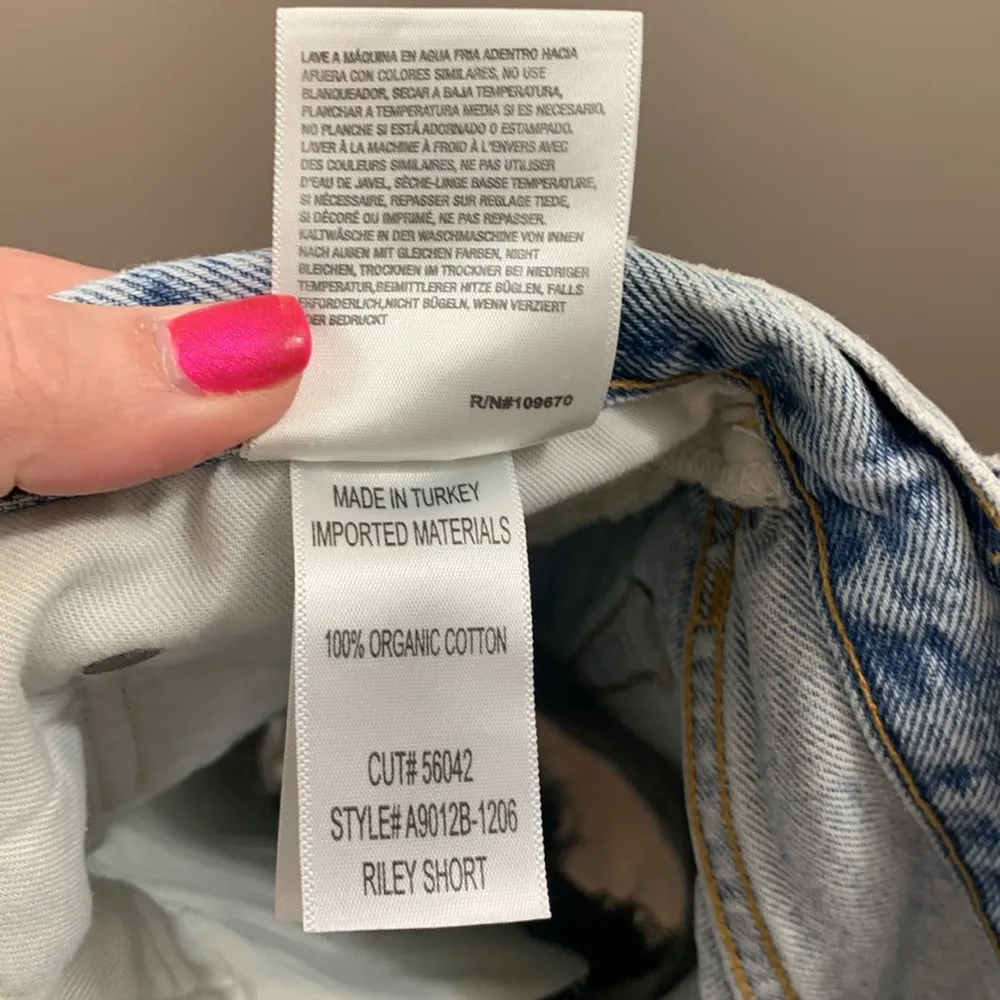 LAVE A MÁQUINA EN AGUA FRIA ADENTRO HACIA
AFUERA CON COLORES SIMILARES, NO USE
BLANQUEADOR, SECAR A BAJA TEMPERATURA,
PLANCHAR A TEMPERATURA MEDIA SI ES NECESARIO,
NO PLANCHE SI ESTÁ ADORNADO O ESTAMPADO.
LAVER À LA MACHINE À FROID À L'ENVERS AVEC
DES COULEURS SIMILAIRES, NE PAS UTILISER
D'EAU DE JAVEL, SÈCHE-LINGE BASSE TEMPERATURE,
SI NÉCESSAIRE, REPASSER SUR REGLAGE TIEDE,
SI DÉCORÉ OU IMPRIMÉ, NE PAS REPASSER.
KALTWÄSCHE IN DER WASCHMASCHINE VON INNEN
NACH AUßEN MIT GLEICHEN FARBEN, NIGHT
BLEICHEN, TROCKNEN IM TROCKNER BEI NIEDRIGER
TEMPERATUR, BEIMITTLERER HITZE BÜGLEN, FALLS
ERFORDERLICH,NICHT BÜGELN, WENN VERZIERT
DER BEDRUCKT
R/N#109670
MADE IN TURKEY
IMPORTED MATERIALS
100% ORGANIC COTTON
CUT# 56042
STYLE# A9012B-1206
RILEY SHORT